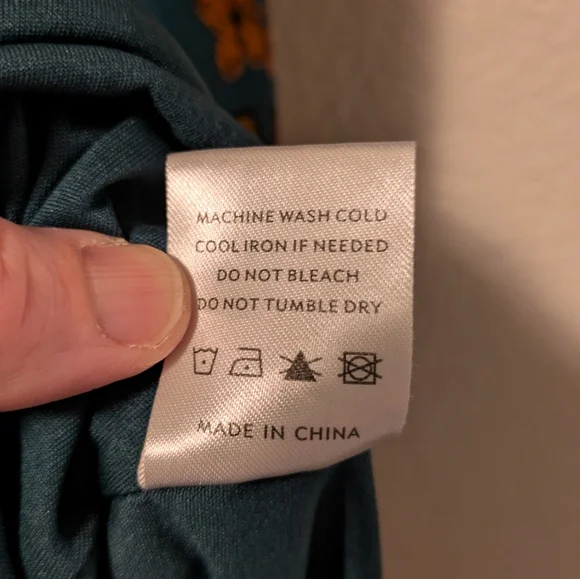 MACHINE WASH COLD
COOL IRON IF NEEDED
DO NOT BLEACH
DO NOT TUMBLE DRY
MADE IN CHINA